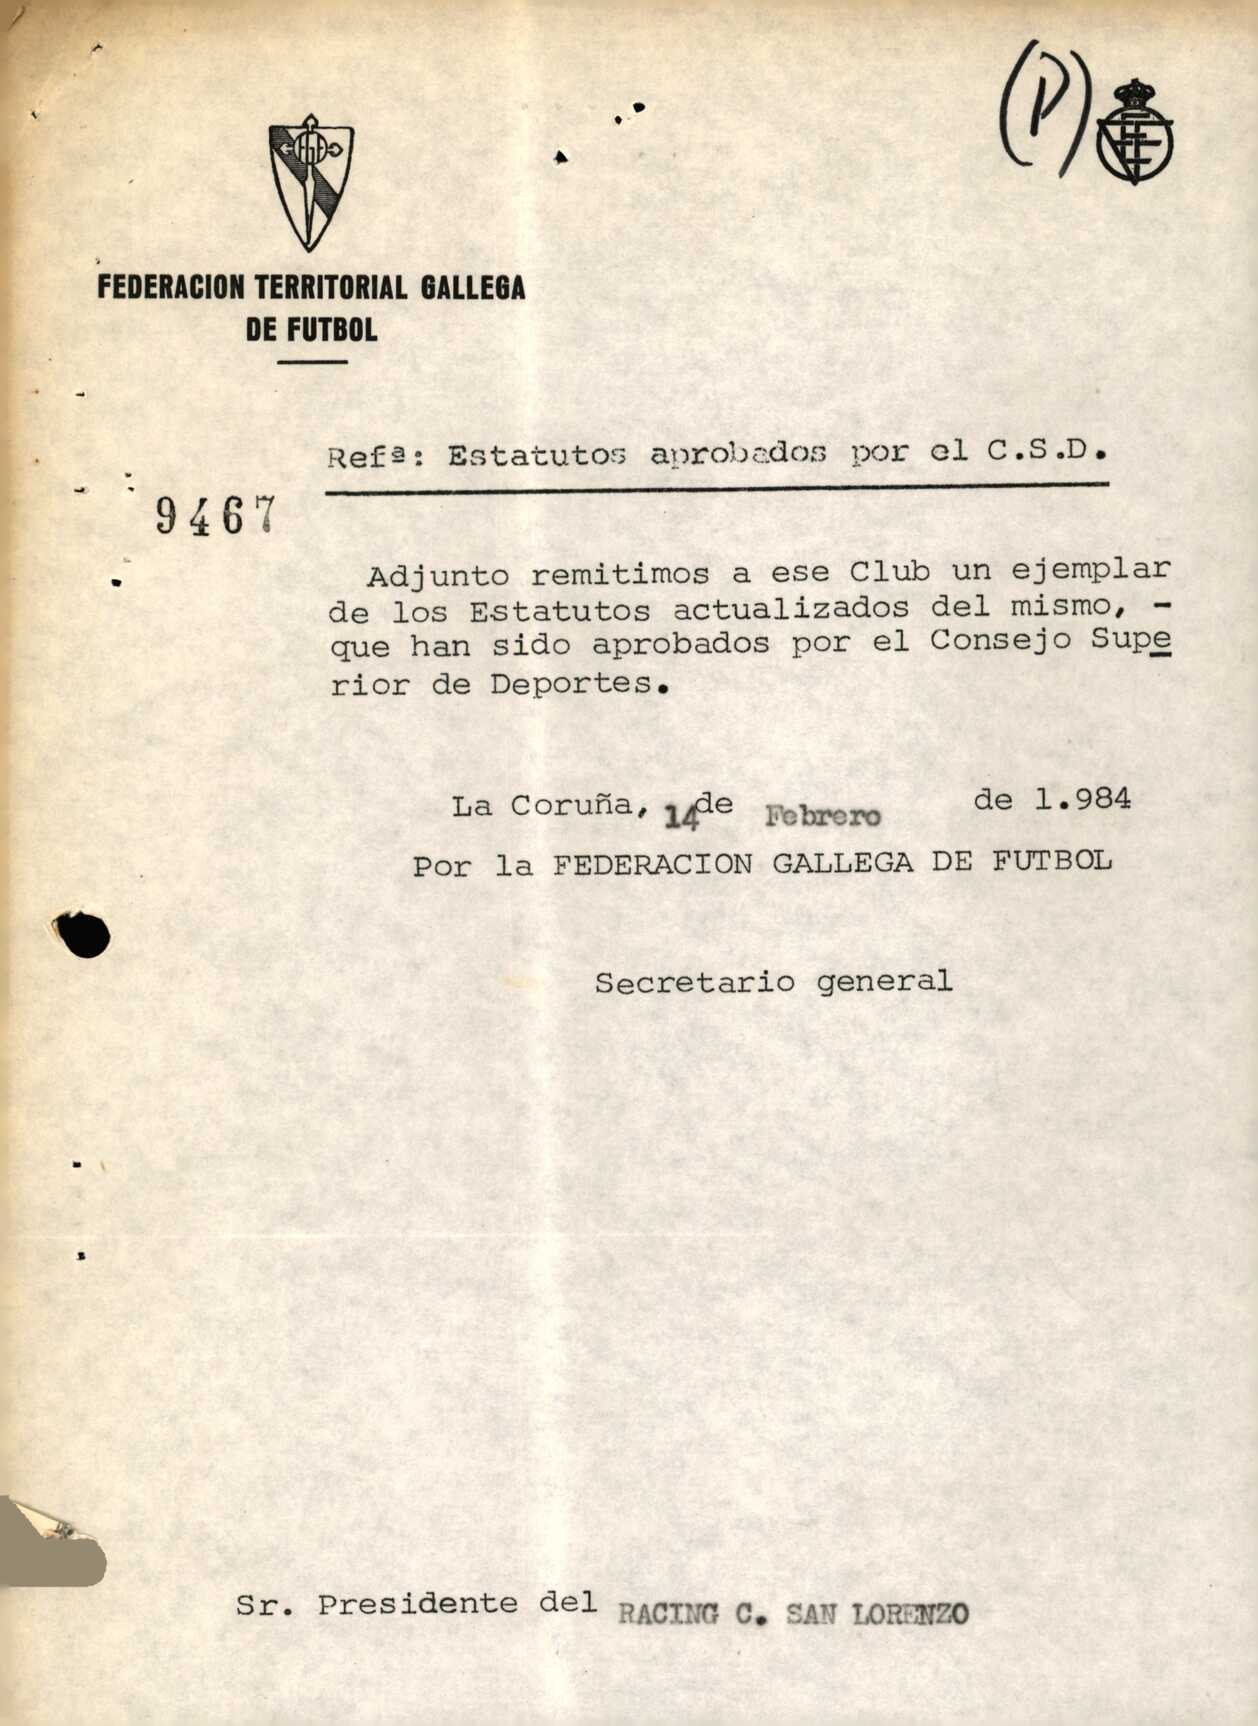 (P)
FGF
FEDERACION TERRITORIAL GALLEGA
DE FUTBOL
Refª: Estatutos aprobados por el C.S.D.
9467
Adjunto remitimos a ese Club un ejemplar
de los Estatutos actualizados del mismo, -
que han sido aprobados por el Consejo Supe
rior de Deportes.
La Coruña, 14 de Febrero de 1.984
Por la FEDERACION GALLEGA DE FUTBOL
Secretario general
Sr. Presidente del RACING C. SAN LORENZO